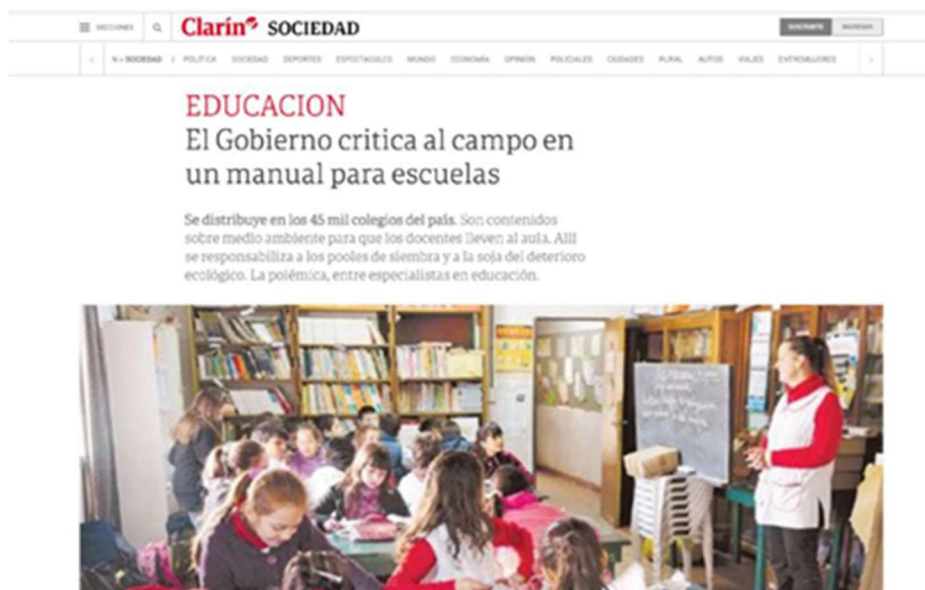 SECCIONES
Clarín SOCIEDAD
SUSCRIBITE INGRESAR
SOCIEDAD POLÍTICA SOCIEDAD DEPORTES ESPECTÁCULOS MUNDO ECONOMÍA OPINIÓN POLICIALES CIUDADES RURAL AUTOS VIAJES ENTREMUJERES
EDUCACION
El Gobierno critica al campo en
un manual para escuelas
Se distribuye en los 45 mil colegios del país. Son contenidos
sobre medio ambiente para que los docentes lleven al aula. Allí
se responsabiliza a los pooles de siembra y a la soja del deterioro
ecológico. La polémica, entre especialistas en educación.